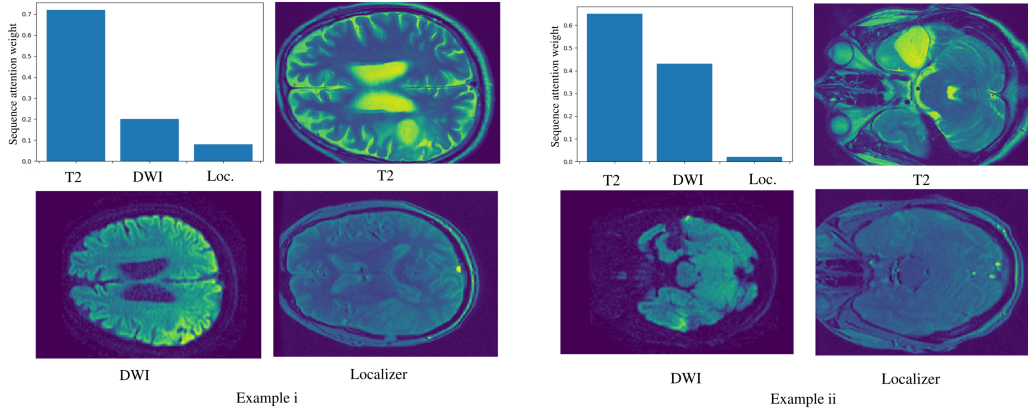 Sequence attention weight
0.7
0.6
0.5
0.4
0.3
0.2
0.1
0.0
T2 DWI Loc.
T2
DWI
Localizer
Example i
Sequence attention weight
0.6
0.5
0.4
0.3
0.2
0.1
0.0
T2 DWI Loc.
T2
DWI
Localizer
Example ii